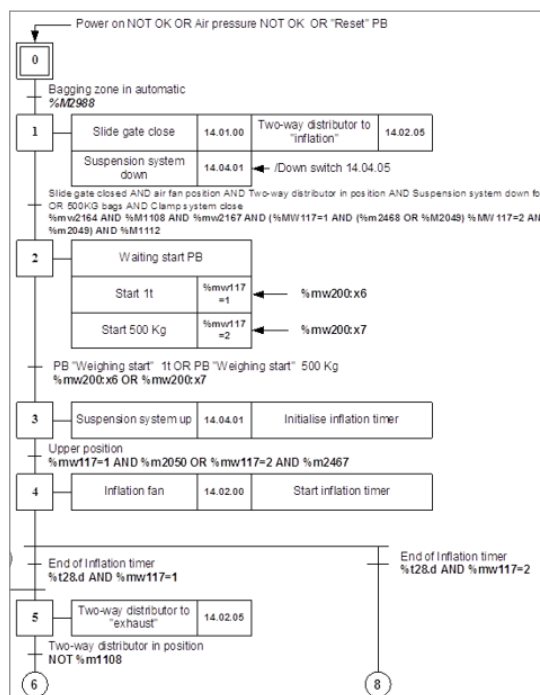 Power on NOT OK OR Air pressure NOT OK OR "Reset" PB
0
Bagging zone in automatic
%M2988
1
Slide gate close
14.01.00
Two-way distributor to
"inflation"
14.02.05
Suspension system
down
14.04.01
/Down switch 14.04.05
Slide gate closed AND air fan position AND Two-way distributor in position AND Suspension system down fo
OR 500KG bags AND Clamp system close
%mw2164 AND %M1108 AND %mw2167 AND (%MW117=1 AND (%m2468 OR %M2049) %MW117=2 AN
%m2049) AND %M1112
2
Waiting start PB
Start 1t
%mw117
=1
%mw200:x6
Start 500 Kg
%mw117
=2
%mw200:x7
PB "Weighing start" 1t OR PB "Weighing start" 500 Kg
%mw200:x6 OR %mw200:x7
3
Suspension system up
14.04.01
Initialise inflation timer
Upper position
%mw117=1 AND %m2050 OR %mw117=2 AND %m2467
4
Inflation fan
14.02.00
Start inflation timer
End of Inflation timer
%t28.d AND %mw117=1
End of Inflation timer
%t28.d AND %mw117=2
5
Two-way distributor to
"exhaust"
14.02.05
Two-way distributor in position
NOT %m1108
6
8